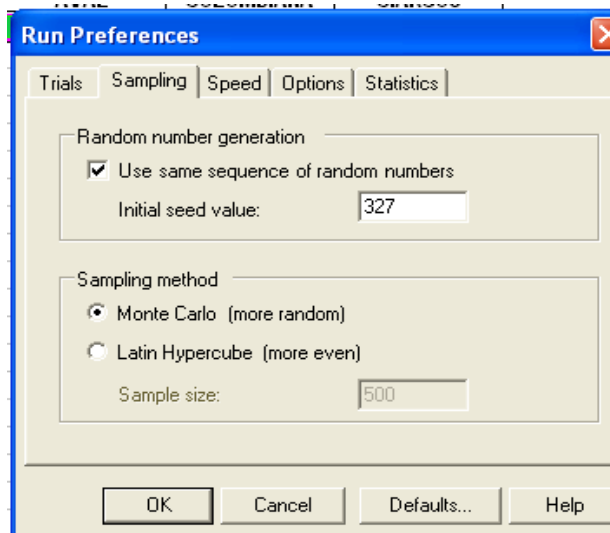 Run Preferences
Trials Sampling Speed Options Statistics
Random number generation
Use same sequence of random numbers
Initial seed value: 327
Sampling method
Monte Carlo (more random)
Latin Hypercube (more even)
Sample size: 500
OK Cancel Defaults... Help